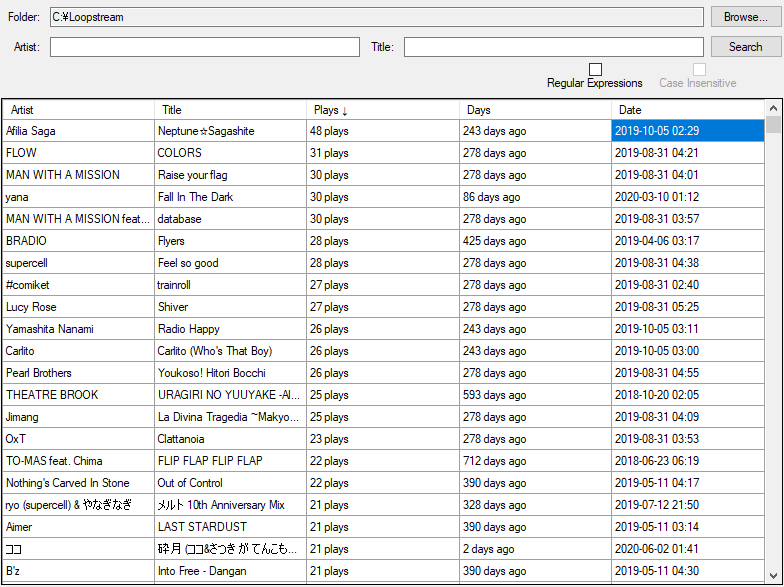 Folder: C:¥Loopstream Browse...
Artist: Title: Search
Regular Expressions Case Insensitive
Artist Title Plays ↓ Days Date
Afilia Saga Neptune☆Sagashite 48 plays 243 days ago 2019-10-05 02:29
FLOW COLORS 31 plays 278 days ago 2019-08-31 04:21
MAN WITH A MISSION Raise your flag 30 plays 278 days ago 2019-08-31 04:01
yana Fall In The Dark 30 plays 86 days ago 2020-03-10 01:12
MAN WITH A MISSION feat... database 30 plays 278 days ago 2019-08-31 03:57
BRADIO Flyers 28 plays 425 days ago 2019-04-06 03:17
supercell Feel so good 28 plays 278 days ago 2019-08-31 04:38
#comiket trainroll 27 plays 278 days ago 2019-08-31 02:40
Lucy Rose Shiver 27 plays 278 days ago 2019-08-31 05:25
Yamashita Nanami Radio Happy 26 plays 243 days ago 2019-10-05 03:11
Carlito Carlito (Who's That Boy) 26 plays 243 days ago 2019-10-05 03:00
Pearl Brothers Youkoso! Hitori Bocchi 26 plays 278 days ago 2019-08-31 04:55
THEATRE BROOK URAGIRI NO YUUYAKE -Al... 25 plays 593 days ago 2018-10-20 02:05
Jimang La Divina Tragedia ~Makyo... 25 plays 278 days ago 2019-08-31 04:09
OxT Clattanoia 23 plays 278 days ago 2019-08-31 03:53
TO-MAS feat. Chima FLIP FLAP FLIP FLAP 22 plays 712 days ago 2018-06-23 06:19
Nothing's Carved In Stone Out of Control 22 plays 390 days ago 2019-05-11 04:17
ryo (supercell) & やなぎなぎ メルト 10th Anniversary Mix 21 plays 328 days ago 2019-07-12 21:50
Aimer LAST STARDUST 21 plays 390 days ago 2019-05-11 03:14
ココ 砕月 (ココ&さつき が てんこも... 21 plays 2 days ago 2020-06-02 01:41
B'z Into Free - Dangan 21 plays 390 days ago 2019-05-11 04:30